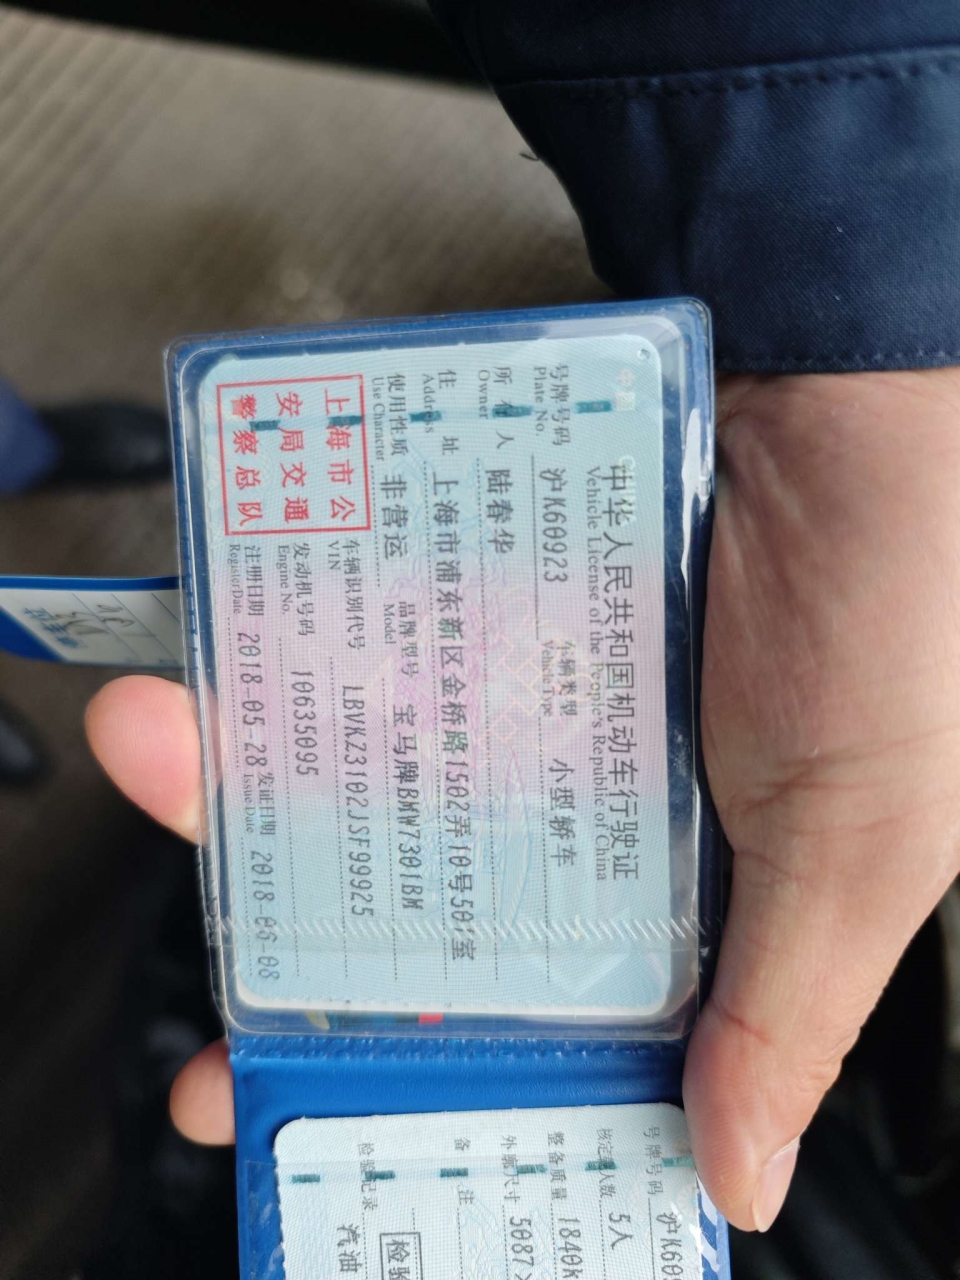 中华人民共和国机动车行驶证
Vehicle License of the People's Republic of China
号牌号码 沪K60923 车辆类型 小型轿车
Plate No. Vehicle Type
所有人 陆春华
Owner
住址 上海市浦东新区金桥路1502弄10号501室
Address
使用性质 非营运 品牌型号 宝马牌BMW7301BM
Use Character Model
上海市公
安局交通
警察总队
车辆识别代号 LBVKZ3102JSF99925
VIN
发动机号码 10635095
Engine No.
注册日期 2018-05-28 发证日期 2018-06-08
Register Date Issue Date
号牌号码 沪K60
核定载人数 5人
整备质量 1840k
外廓尺寸 5087
备注
检验记录 检验
汽油